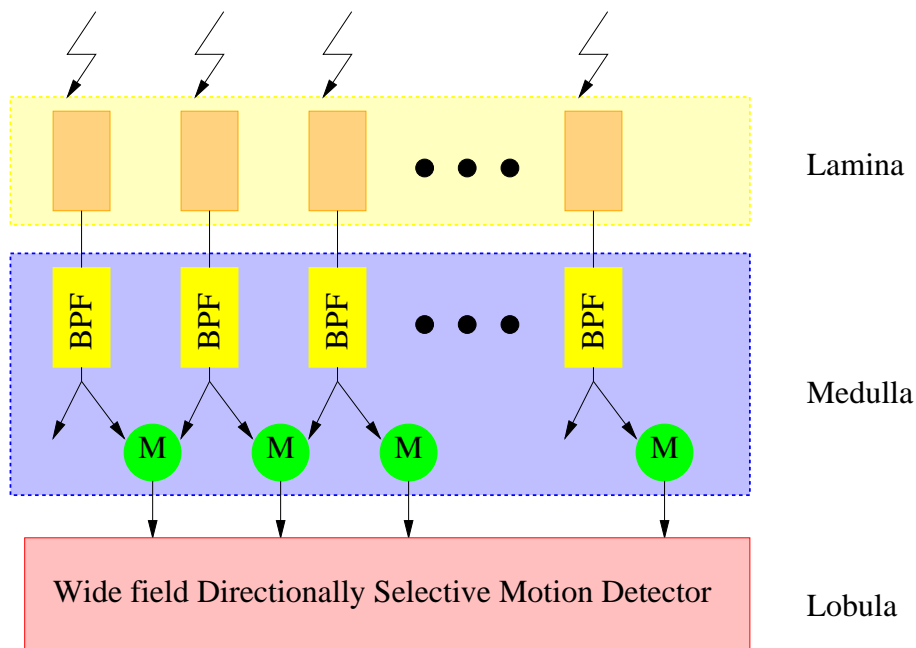 Lamina
BPF BPF BPF BPF
Medulla
M M M M
Wide field Directionally Selective Motion Detector
Lobula